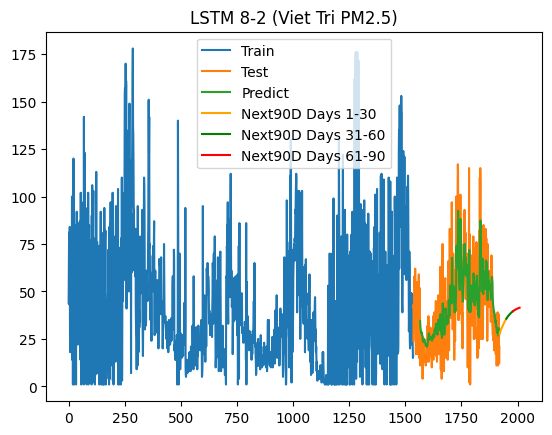 LSTM 8-2 (Viet Tri PM2.5)
Train
Test
Predict
Next90D Days 1-30
Next90D Days 31-60
Next90D Days 61-90
175
150
125
100
75
50
25
0
0 250 500 750 1000 1250 1500 1750 2000